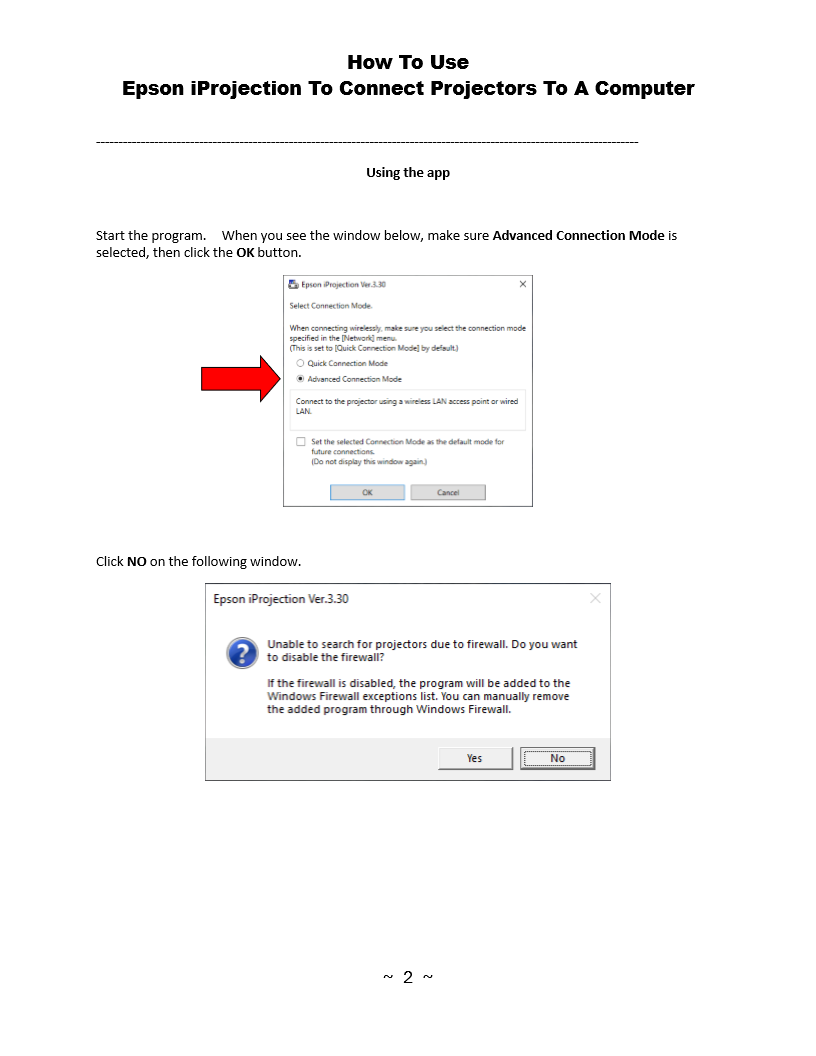 How To Use
Epson iProjection To Connect Projectors To A Computer
--------------------------------------------------------------------------------------------------------------------------
Using the app
Start the program.    When you see the window below, make sure Advanced Connection Mode is
selected, then click the OK button.
Epson iProjection Ver.3.30
Select Connection Mode.
When connecting wirelessly, make sure you select the connection mode
specified in the [Network] menu.
(This is set to [Quick Connection Mode] by default.)
Quick Connection Mode
Advanced Connection Mode
Connect to the projector using a wireless LAN access point or wired
LAN.
Set the selected Connection Mode as the default mode for
future connections.
(Do not display this window again.)
OK Cancel
Click NO on the following window.
Epson iProjection Ver.3.30
Unable to search for projectors due to firewall. Do you want
to disable the firewall?
If the firewall is disabled, the program will be added to the
Windows Firewall exceptions list. You can manually remove
the added program through Windows Firewall.
Yes No
~ 2 ~